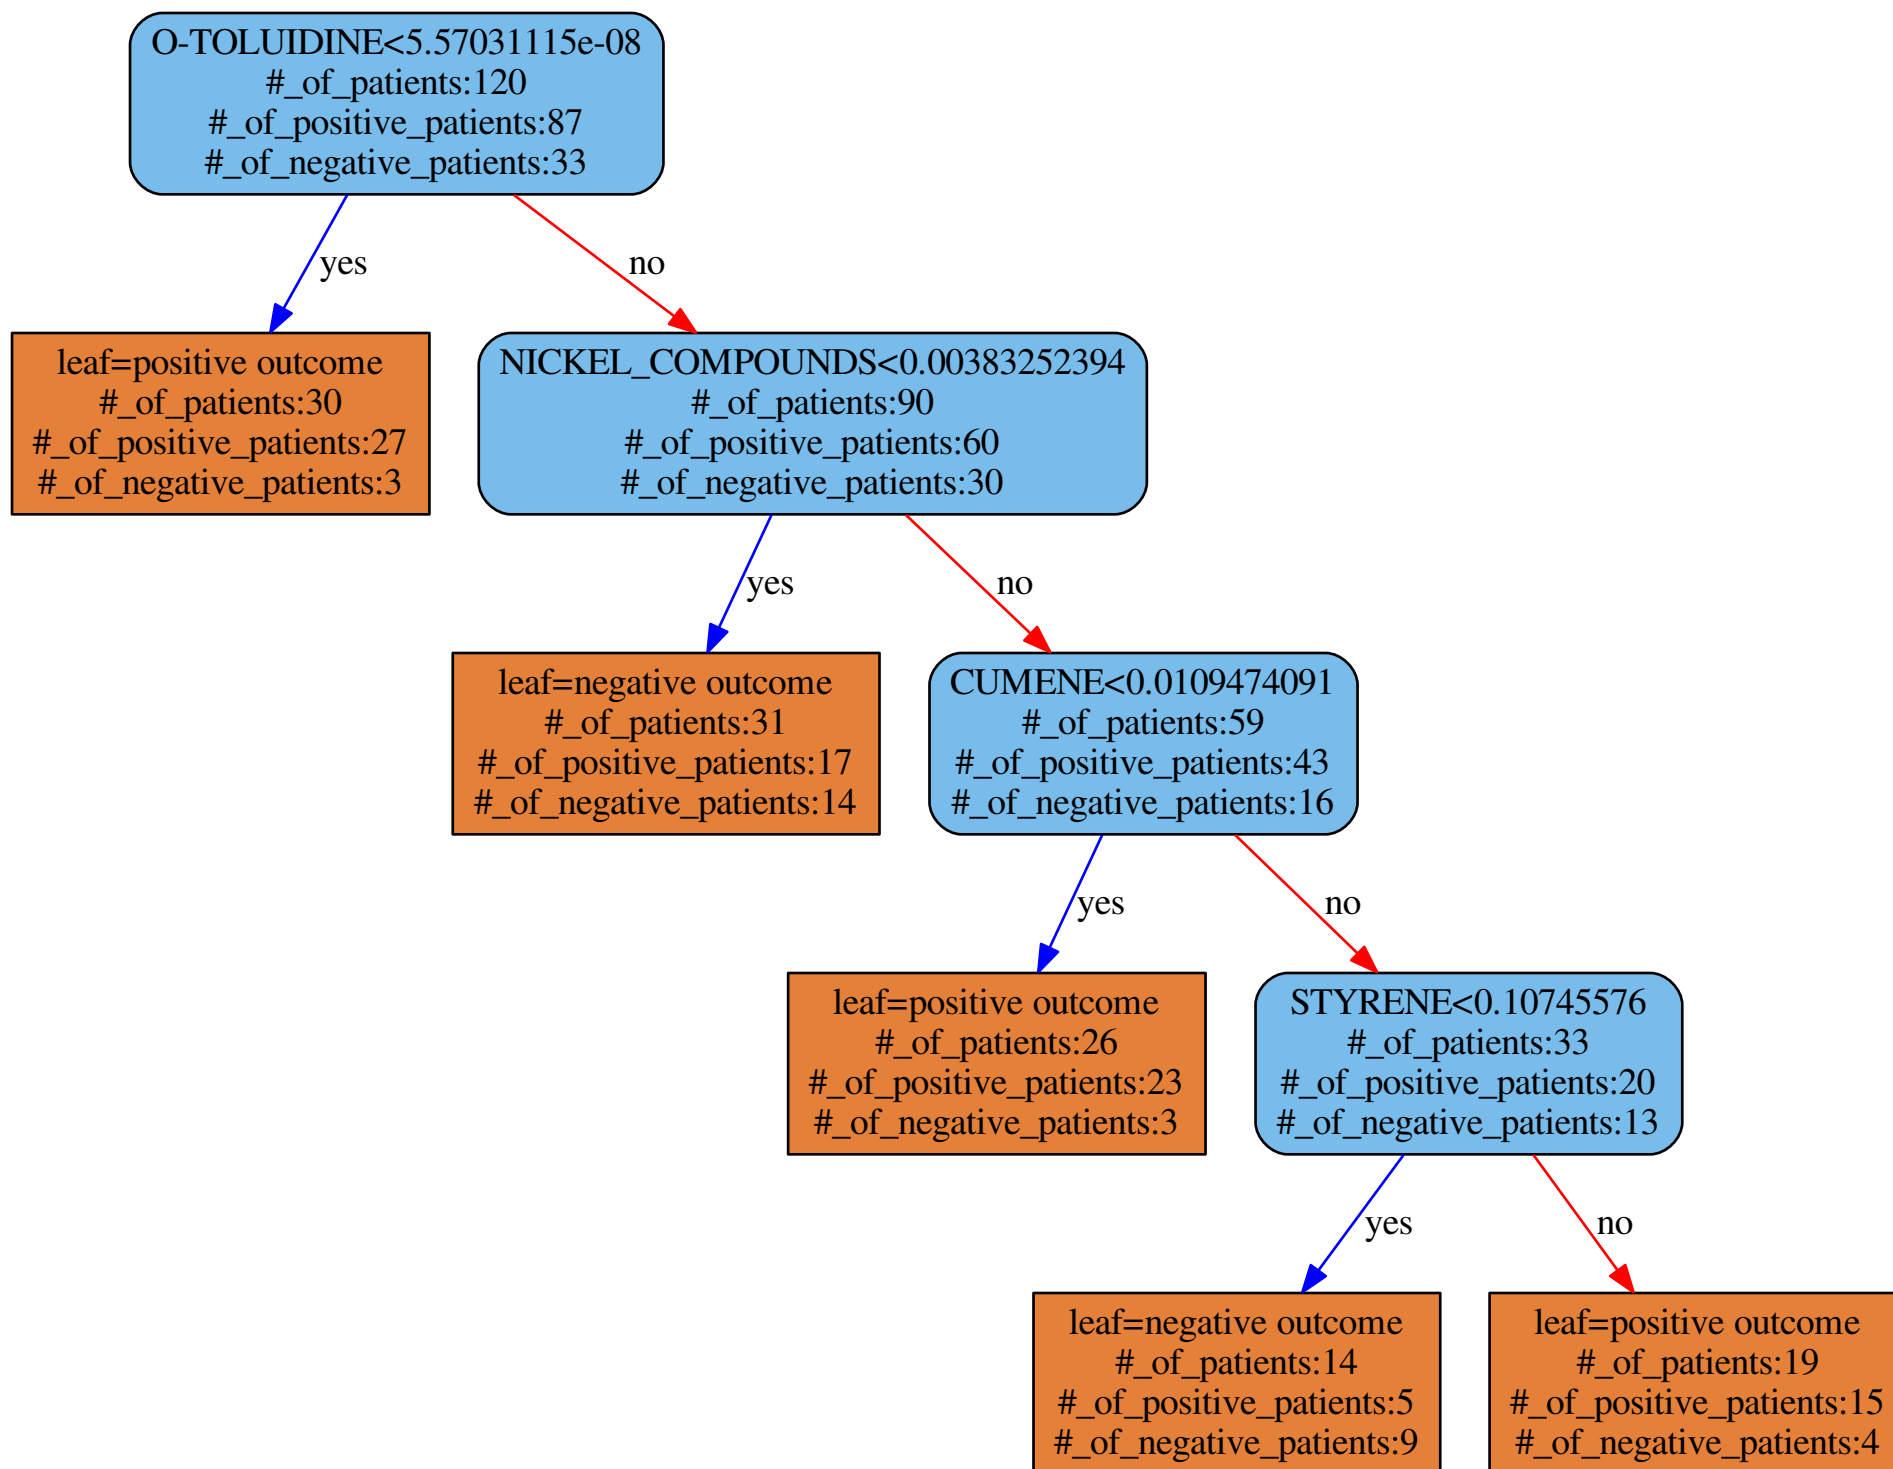 O-TOLUIDINE<5.57031115e-08
#_of_patients:120
#_of_positive_patients:87
#_of_negative_patients:33
yes
no
leaf=positive outcome
#_of_patients:30
#_of_positive_patients:27
#_of_negative_patients:3
NICKEL_COMPOUNDS<0.00383252394
#_of_patients:90
#_of_positive_patients:60
#_of_negative_patients:30
yes
no
leaf=negative outcome
#_of_patients:31
#_of_positive_patients:17
#_of_negative_patients:14
CUMENE<0.0109474091
#_of_patients:59
#_of_positive_patients:43
#_of_negative_patients:16
yes
no
leaf=positive outcome
#_of_patients:26
#_of_positive_patients:23
#_of_negative_patients:3
STYRENE<0.10745576
#_of_patients:33
#_of_positive_patients:20
#_of_negative_patients:13
yes
no
leaf=negative outcome
#_of_patients:14
#_of_positive_patients:5
#_of_negative_patients:9
leaf=positive outcome
#_of_patients:19
#_of_positive_patients:15
#_of_negative_patients:4